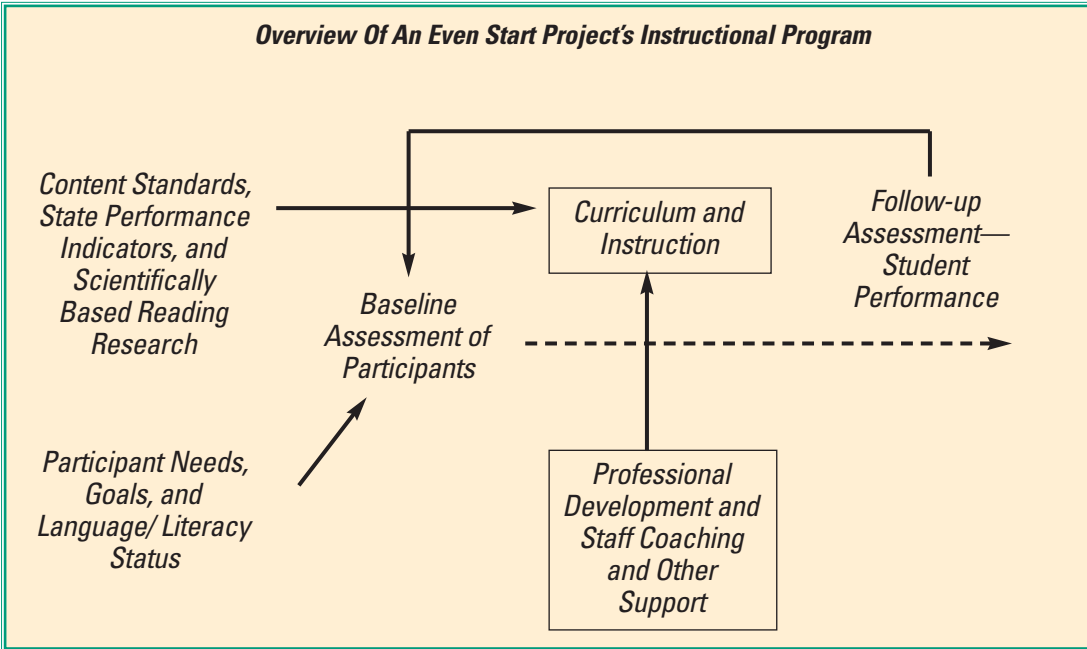 Overview Of An Even Start Project's Instructional Program
Content Standards,
State Performance
Indicators, and
Scientifically
Based Reading
Research
Curriculum and
Instruction
Follow-up
Assessment—
Student
Performance
Baseline
Assessment of
Participants
Participant Needs,
Goals, and
Language/ Literacy
Status
Professional
Development and
Staff Coaching
and Other
Support